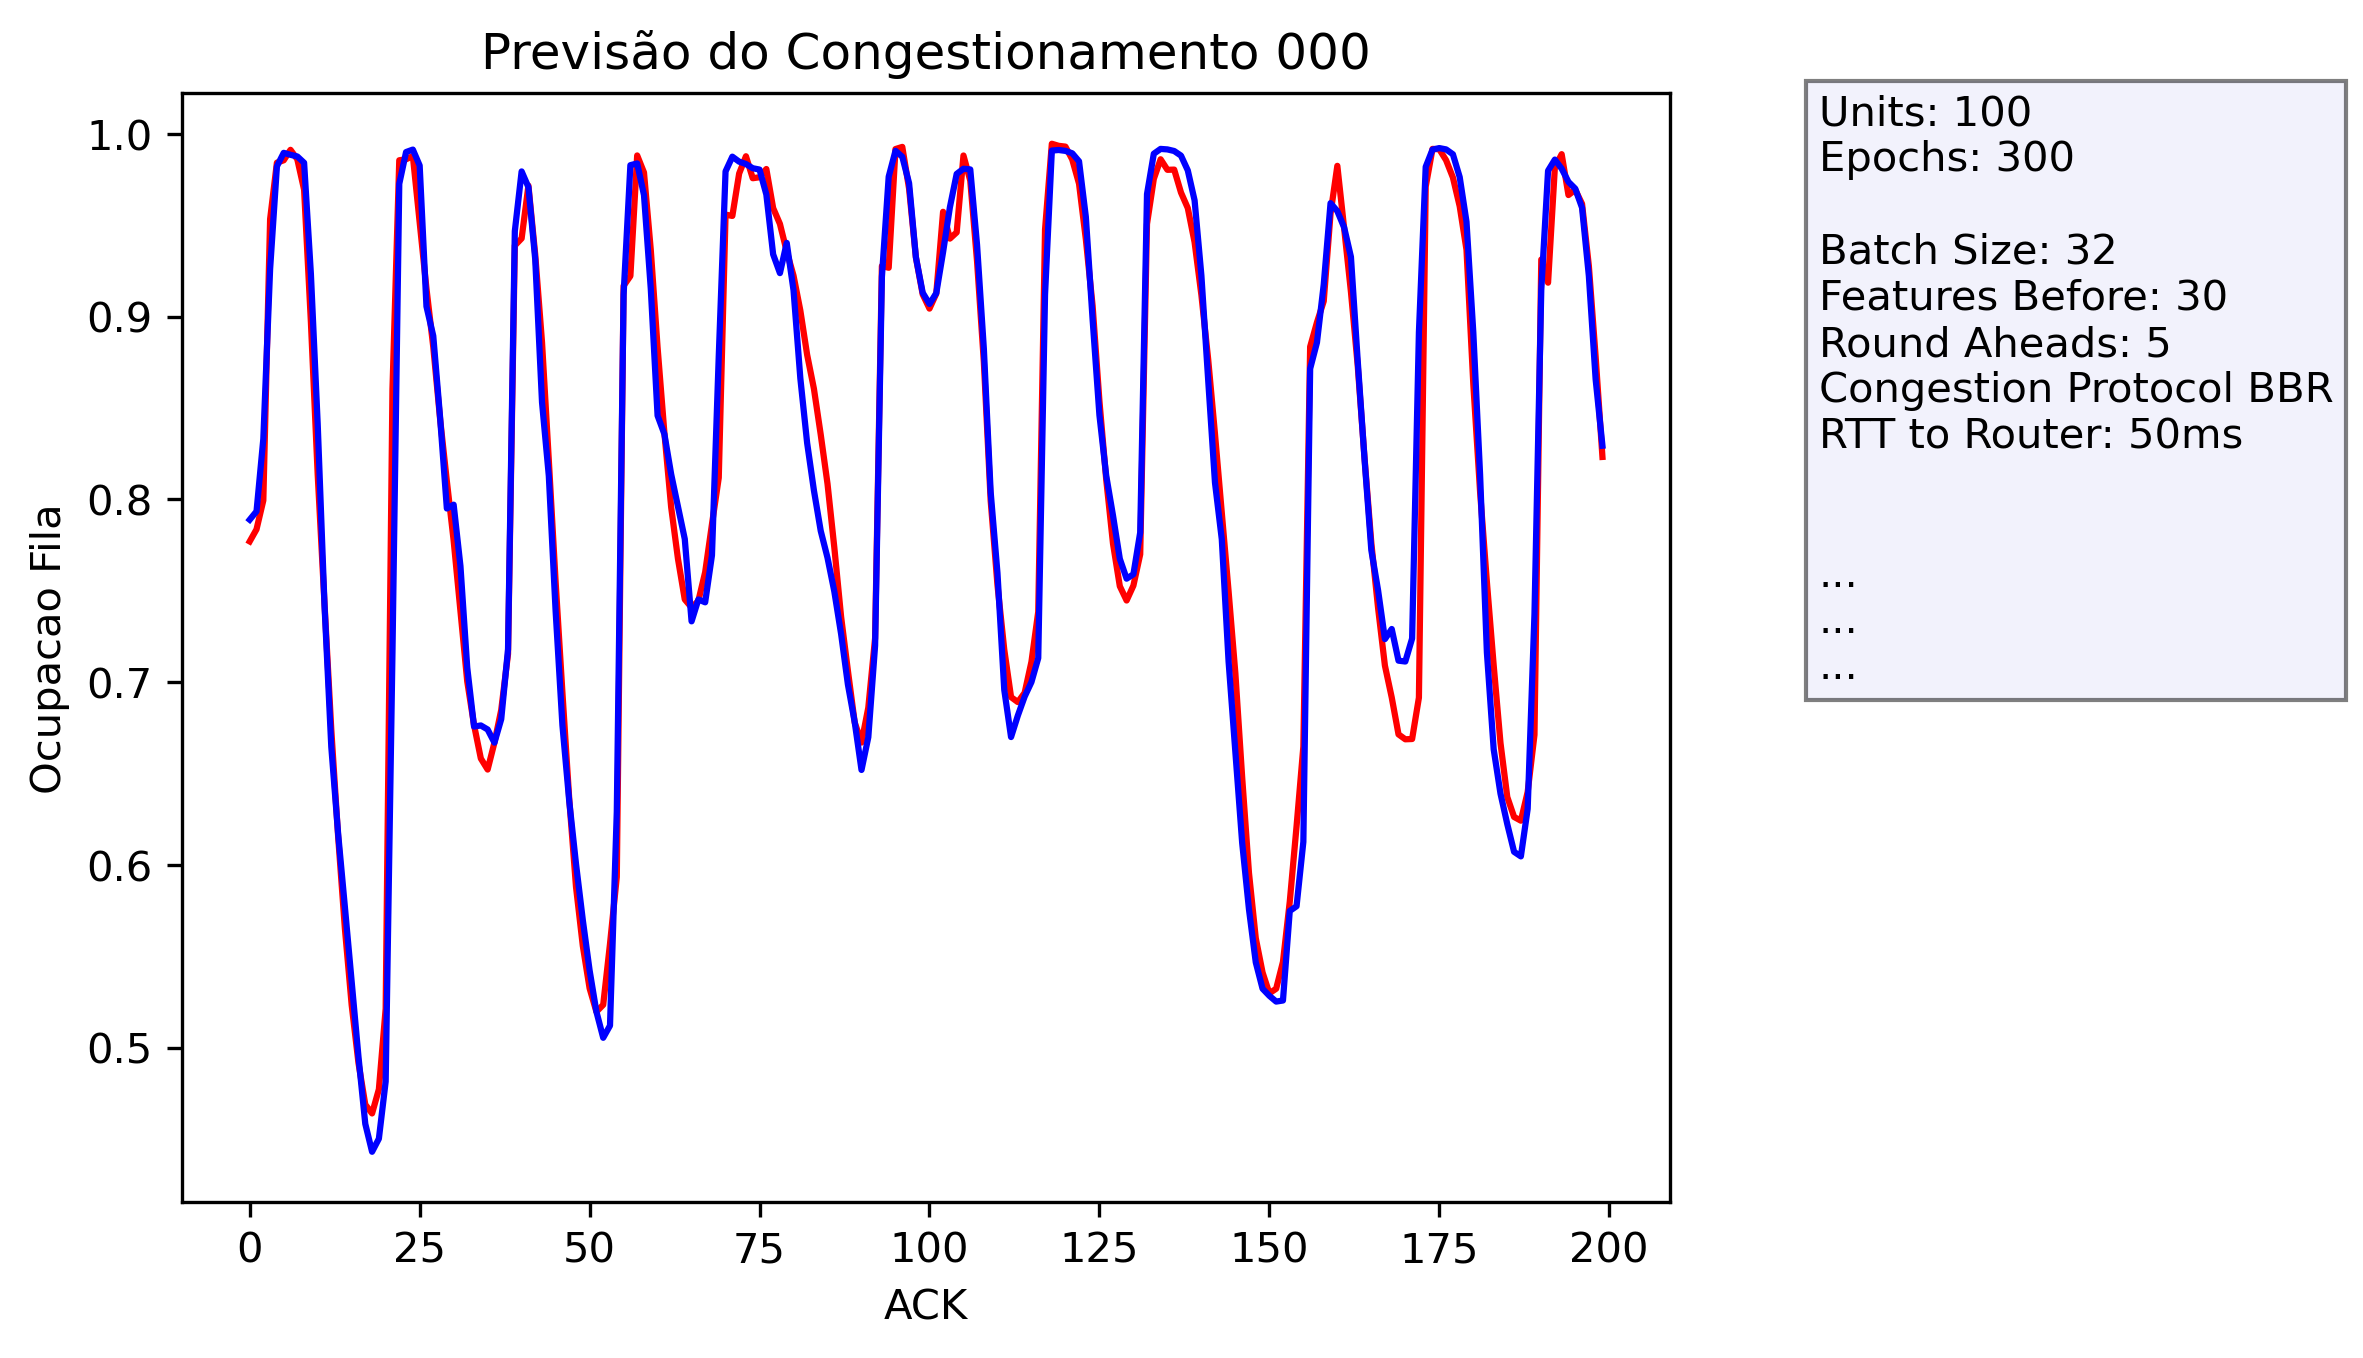 Previsão do Congestionamento 000
Ocupacao Fila
1.0
0.9
0.8
0.7
0.6
0.5
0 25 50 75 100 125 150 175 200
ACK
Units: 100
Epochs: 300
Batch Size: 32
Features Before: 30
Round Aheads: 5
Congestion Protocol BBR
RTT to Router: 50ms
...
...
...